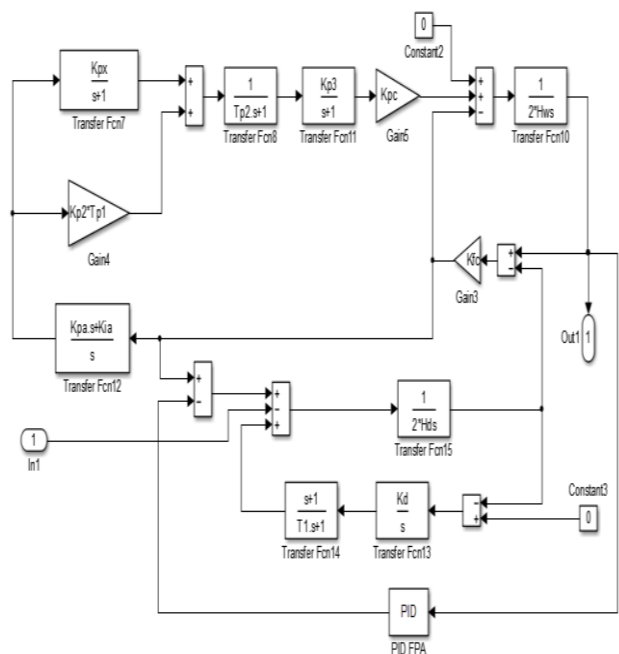 0
Constant2
Kpx
s+1
Transfer Fcn7
+
+
1
Tp2.s+1
Transfer Fcn8
Kp3
s+1
Transfer Fcn11
Kpc
Gain5
+
+
−
1
2*Hws
Transfer Fcn10
Kp2*Tp1
Gain4
Kfc
Gain3
+
−
Out1
1
Kpa.s+Kia
s
Transfer Fcn12
+
−
+
−
+
1
2*Hds
Transfer Fcn15
1
In1
s+1
T1.s+1
Transfer Fcn14
Kd
s
Transfer Fcn13
−
+
Constant3
0
PID
PID FPA